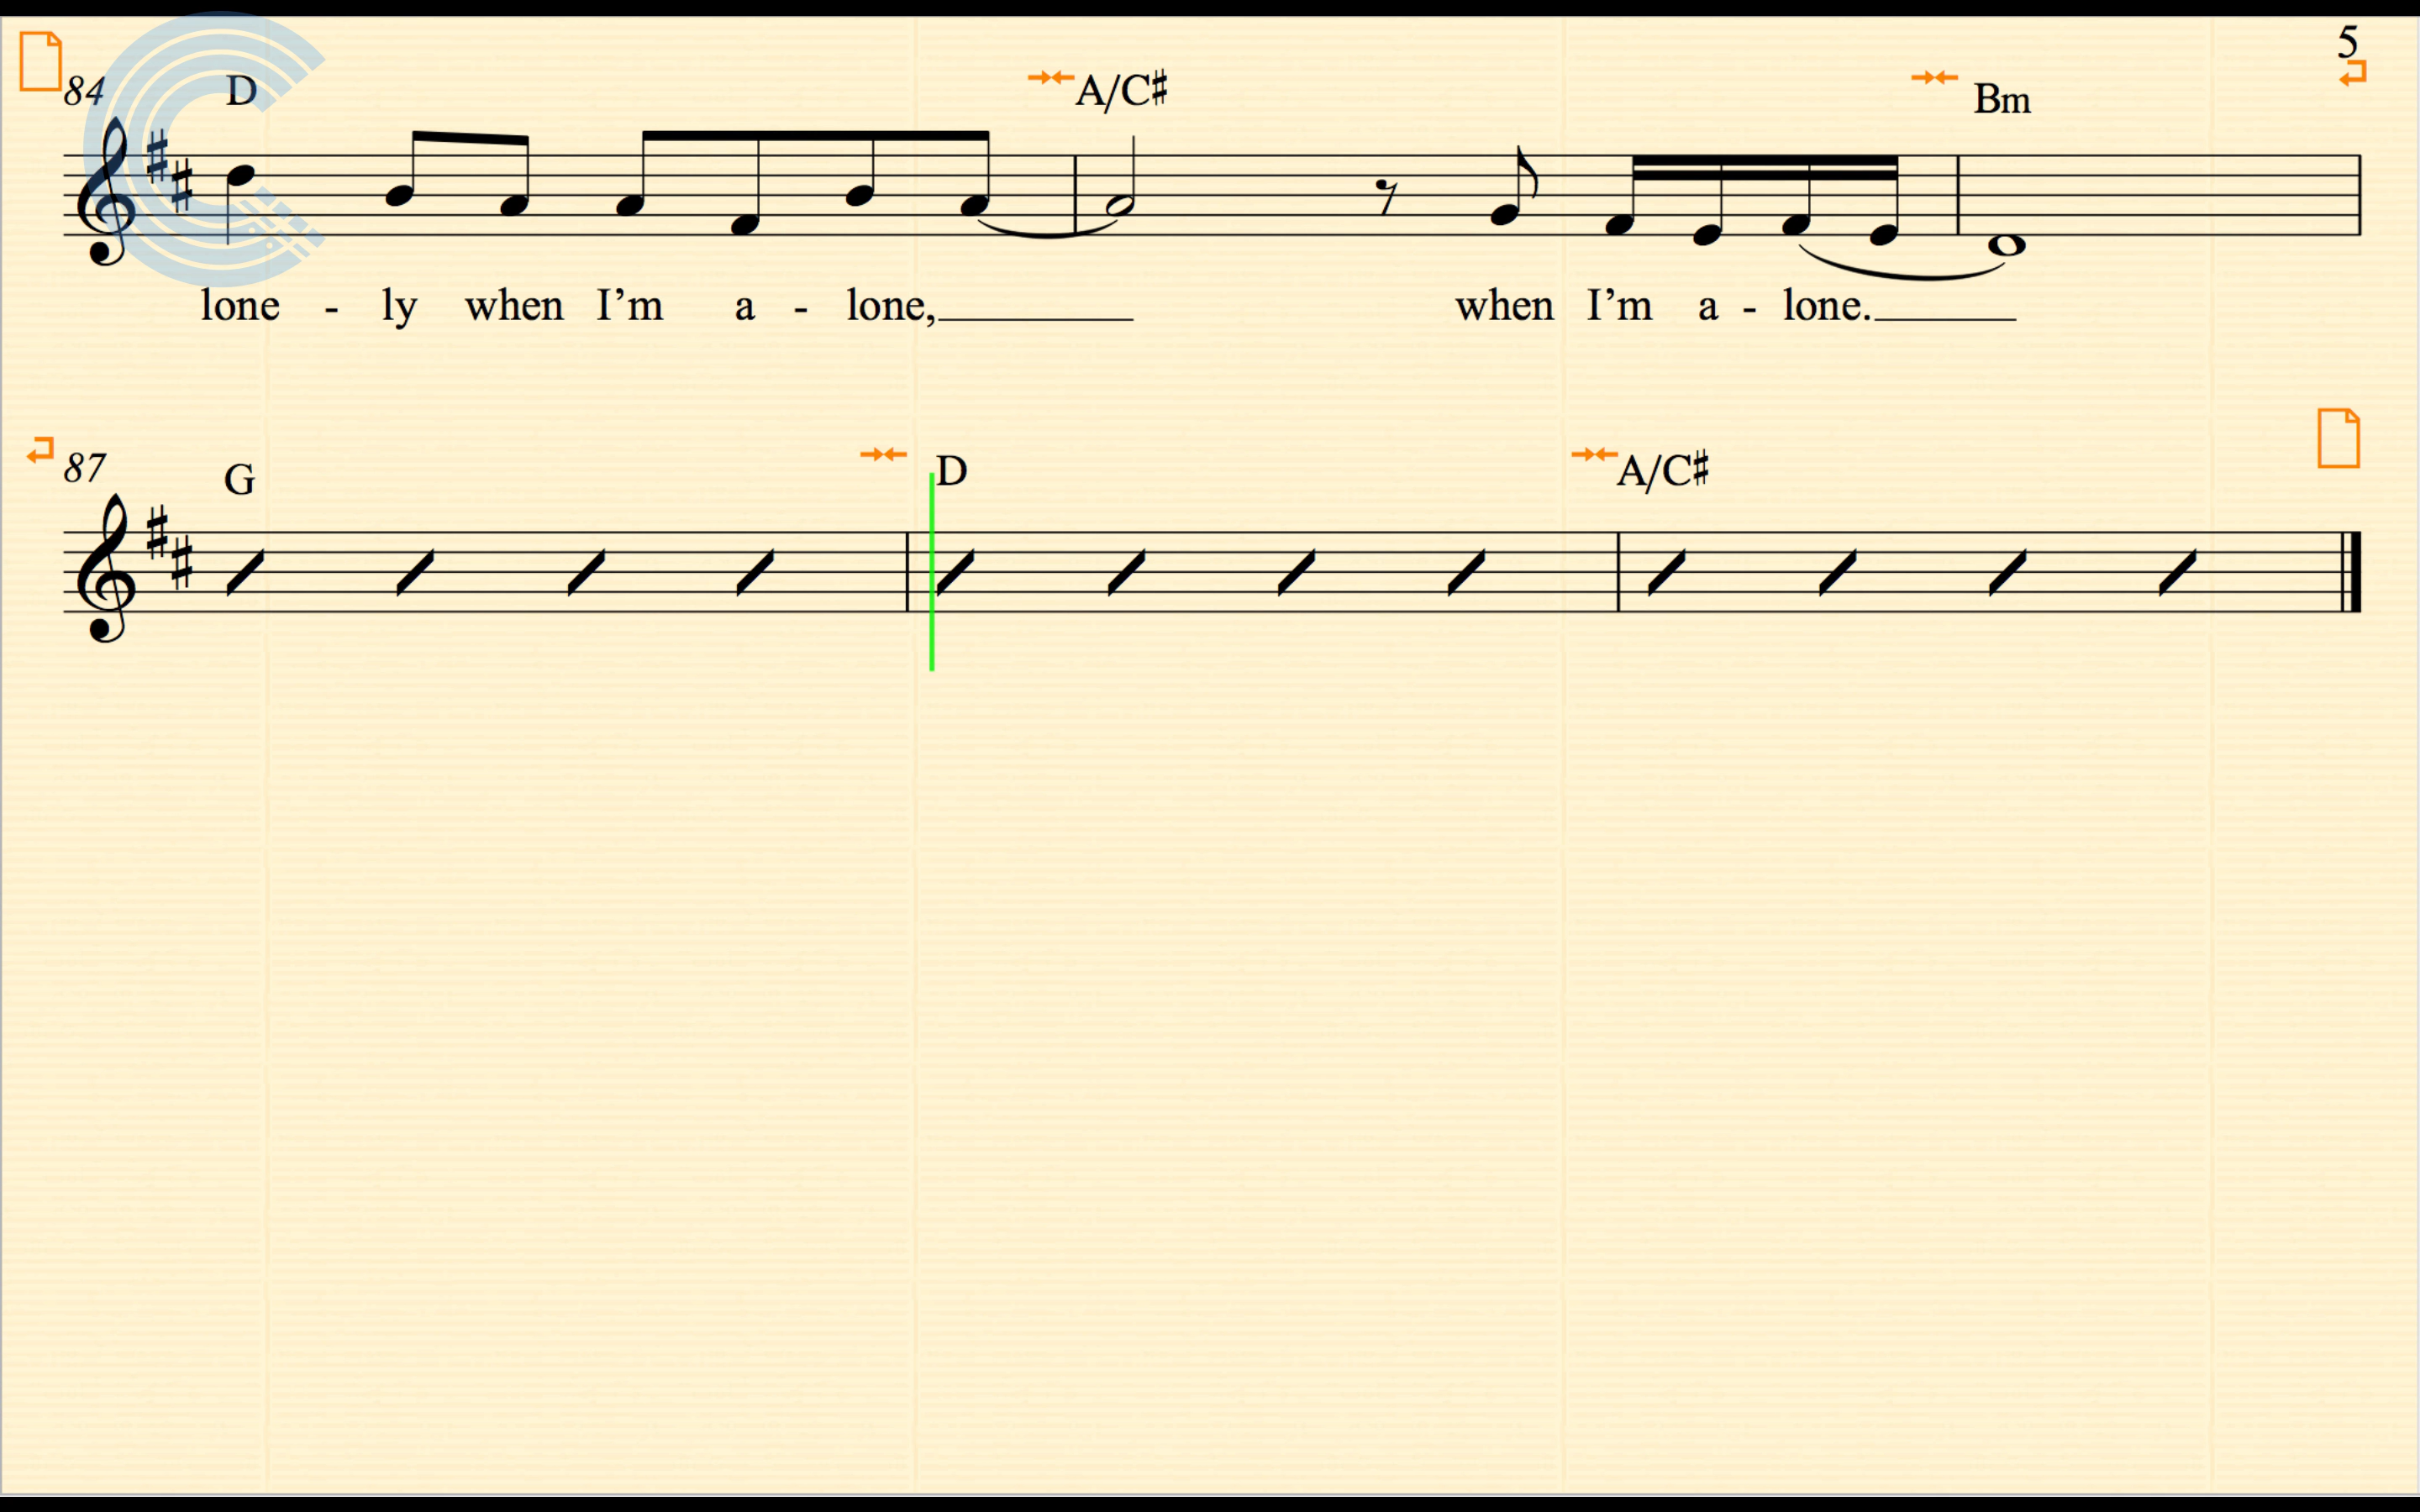 5
84 D A/C♯ Bm
lone - ly when I’m a - lone, when I’m a - lone.
87 G D A/C♯